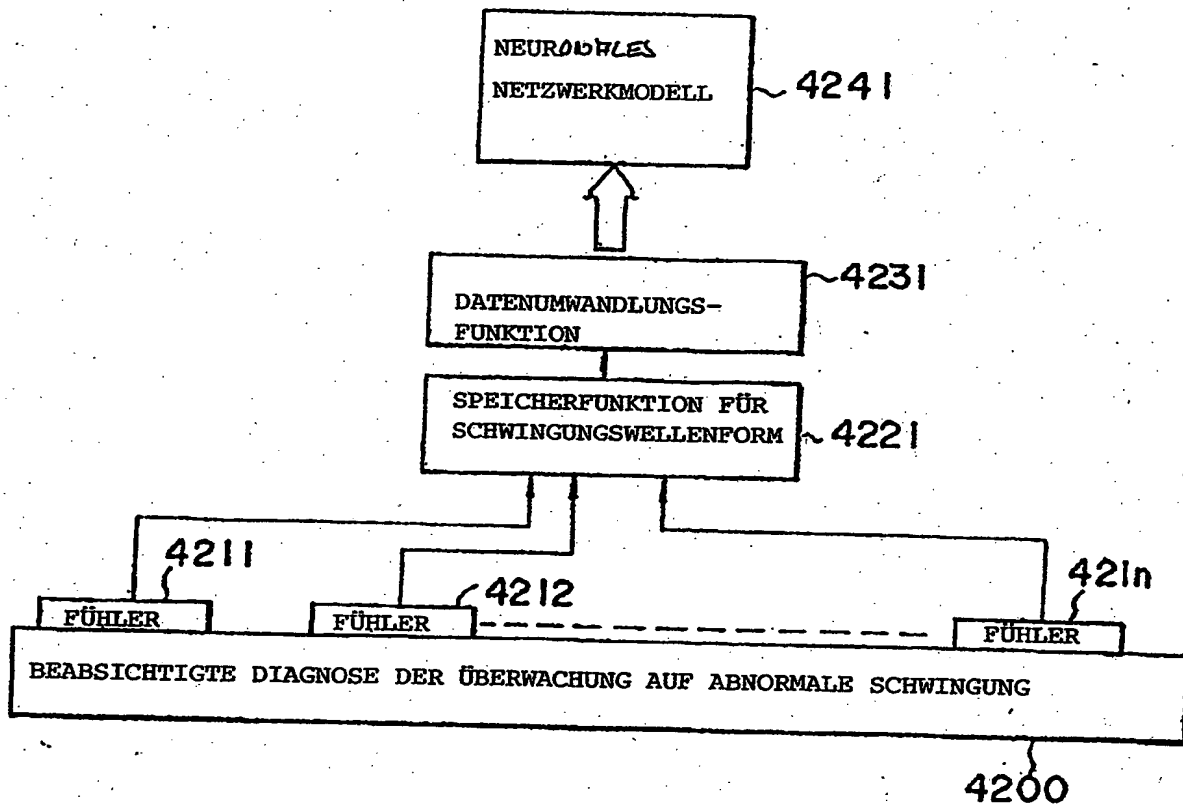 NEURONALES
NETZWERKMODELL
4241
4231
DATENUMWANDLUNGS-
FUNKTION
SPEICHERFUNKTION FÜR
SCHWINGUNGSWELLENFORM
4221
4211
4212
421n
FÜHLER
FÜHLER
FÜHLER
BEABSICHTIGTE DIAGNOSE DER ÜBERWACHUNG AUF ABNORMALE SCHWINGUNG
4200